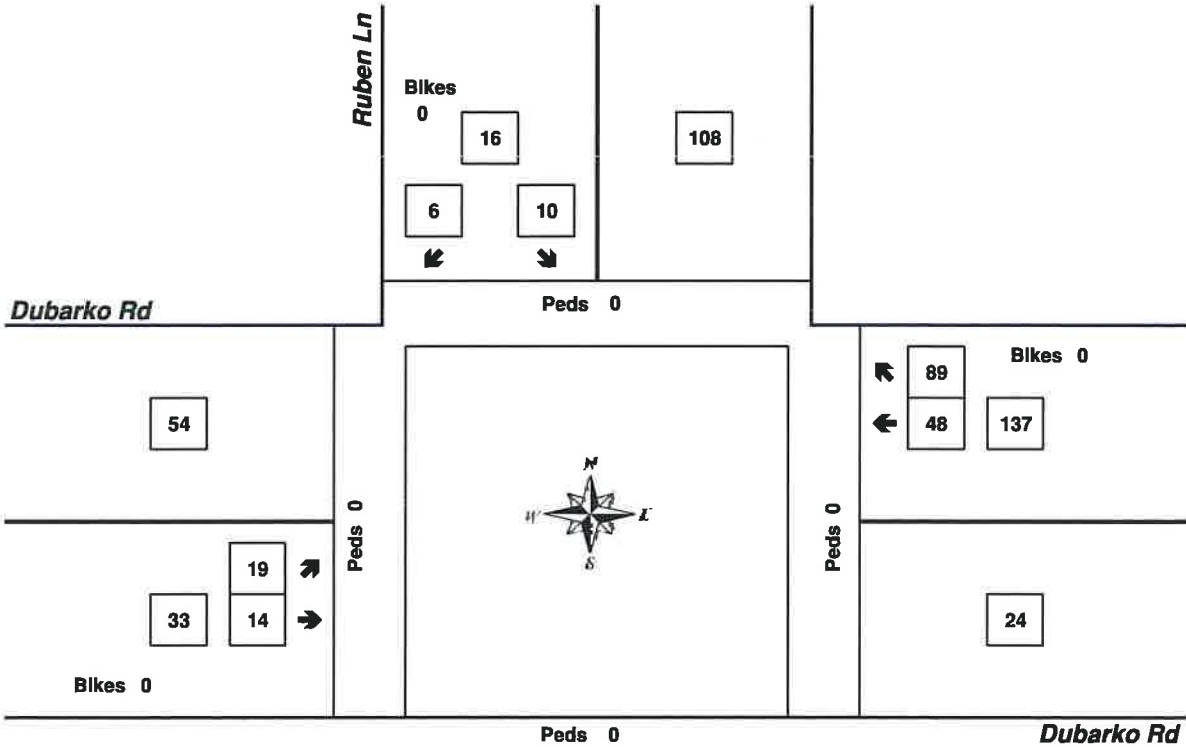 Ruben Ln
Bikes
0
16
108
6
10
Peds 0
Dubarko Rd
89
Bikes 0
54
48
137
N
W
E
S
Peds 0
Peds 0
19
33
14
24
Bikes 0
Peds 0
Dubarko Rd